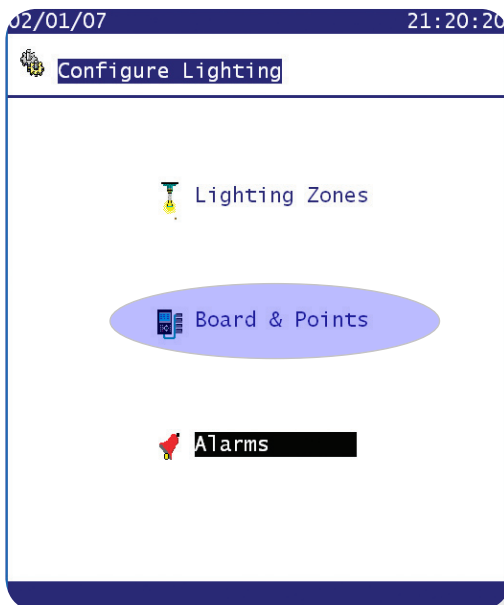 02/01/07 21:20:20
Configure Lighting
Lighting Zones
Board & Points
Alarms